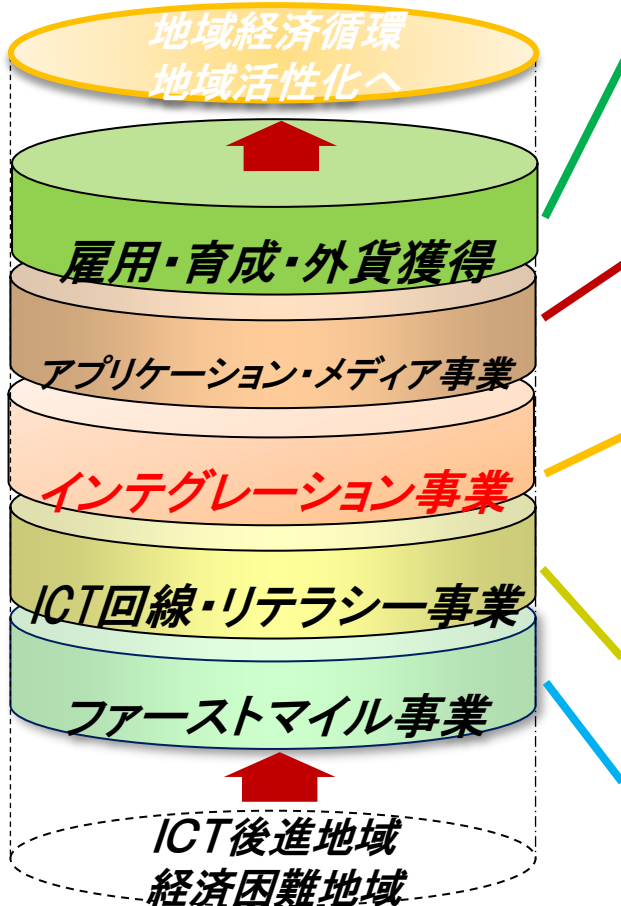 地域経済循環
地域活性化へ
雇用・育成・外貨獲得
アプリケーション・メディア事業
インテグレーション事業
ICT回線・リテラシー事業
ファーストマイル事業
ICT後進地域
経済困難地域